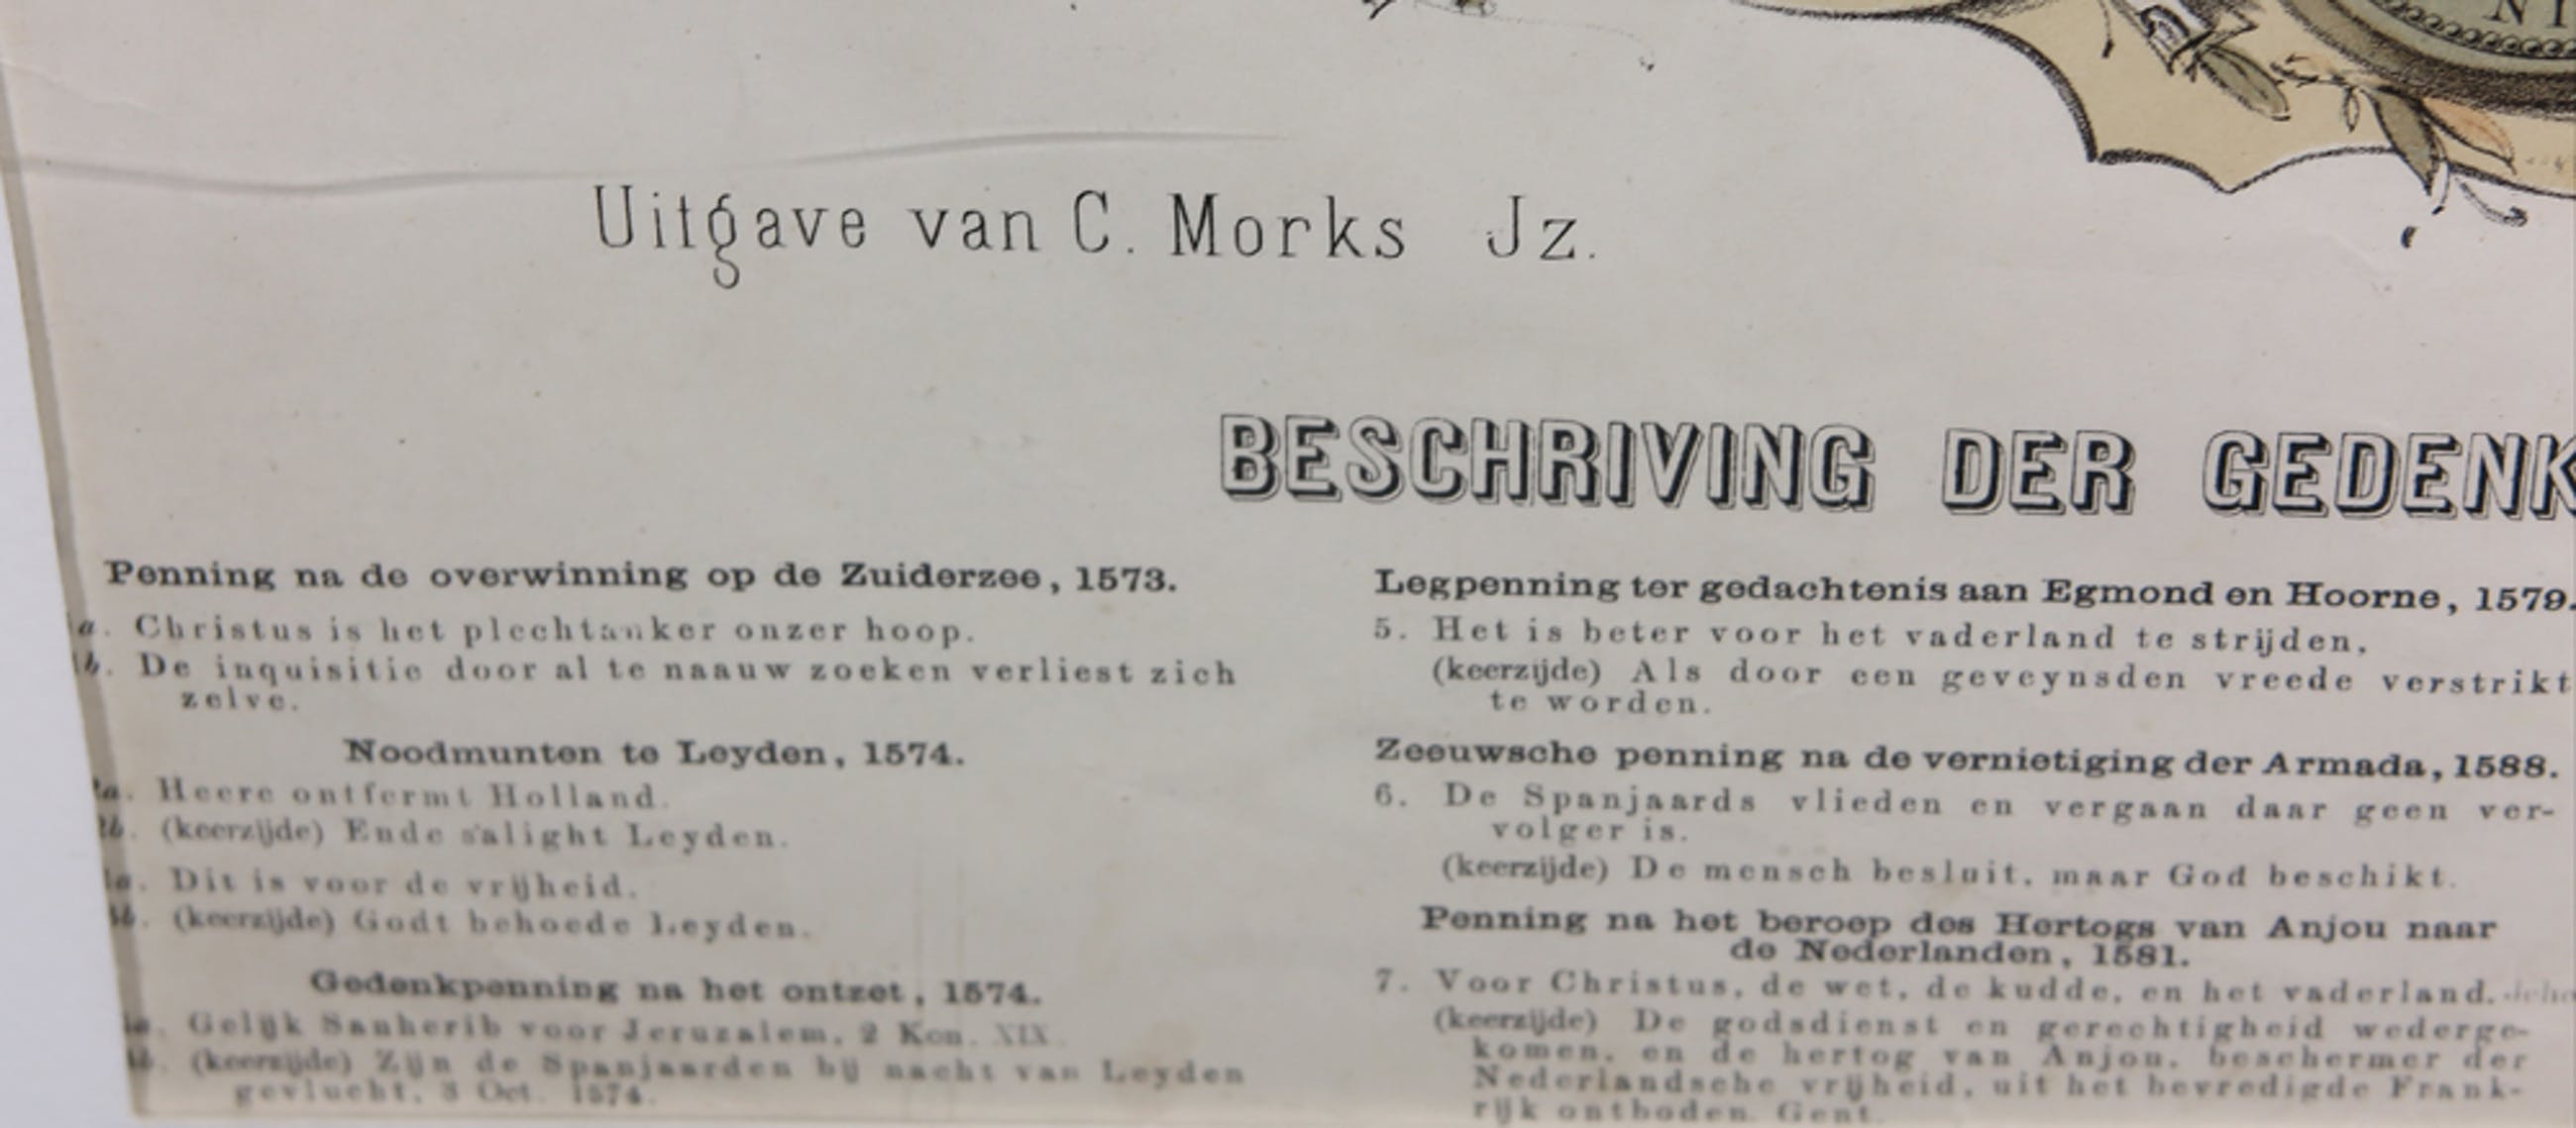 NI
Uitgave van C. Morks Jz.
BESCHRIVING DER GEDENK
Penning na de overwinning op de Zuiderzee, 1573.
1a. Christus is het plechtanker onzer hoop.
1b. De inquisitie door al te naauw zoeken verliest zich
zelve.
Noodmunten te Leyden, 1574.
2a. Heere ontfermt Holland.
2b. (keerzijde) Ende salight Leyden.
a. Dit is voor de vrijheid.
b. (keerzijde) Godt behoede Leyden.
Gedenkpenning na het ontzet, 1574.
a. Gelijk Sanherib voor Jeruzalem, 2 Kon. XIX.
b. (keerzijde) Zijn de Spanjaarden bij nacht van Leyden
gevlucht, 3 Oct. 1574.
Legpenning ter gedachtenis aan Egmond en Hoorne, 1579.
5. Het is beter voor het vaderland te strijden,
(keerzijde) Als door een geveynsden vreede verstrikt
te worden.
Zeeuwsche penning na de vernietiging der Armada, 1588.
6. De Spanjaards vlieden en vergaan daar geen ver-
volger is.
(keerzijde) De mensch besluit, maar God beschikt.
Penning na het beroep des Hertogs van Anjou naar
de Nederlanden, 1581.
7. Voor Christus, de wet, de kudde, en het vaderland.
(keerzijde) De godsdienst en gerechtigheid wederge-
komen, en de hertog van Anjou, beschermer der
Nederlandsche vrijheid, uit het bevredigde Frank-
rijk ontboden. Gent.